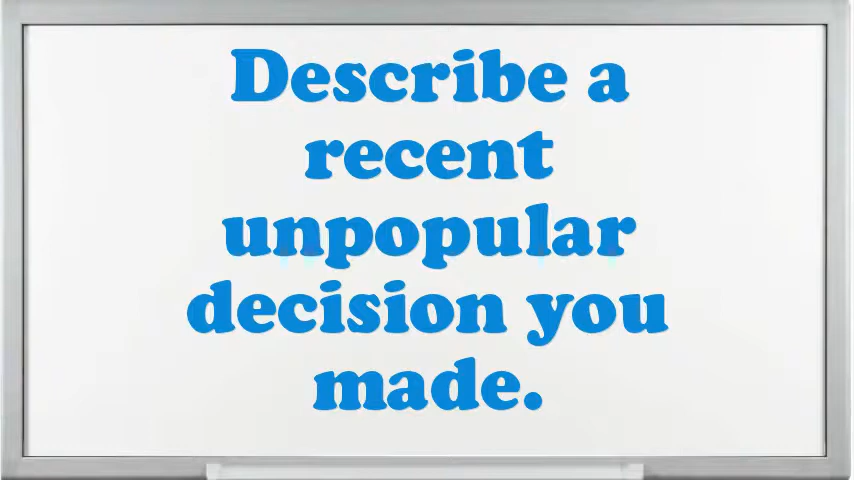 Describe a
recent
unpopular
decision you
made.